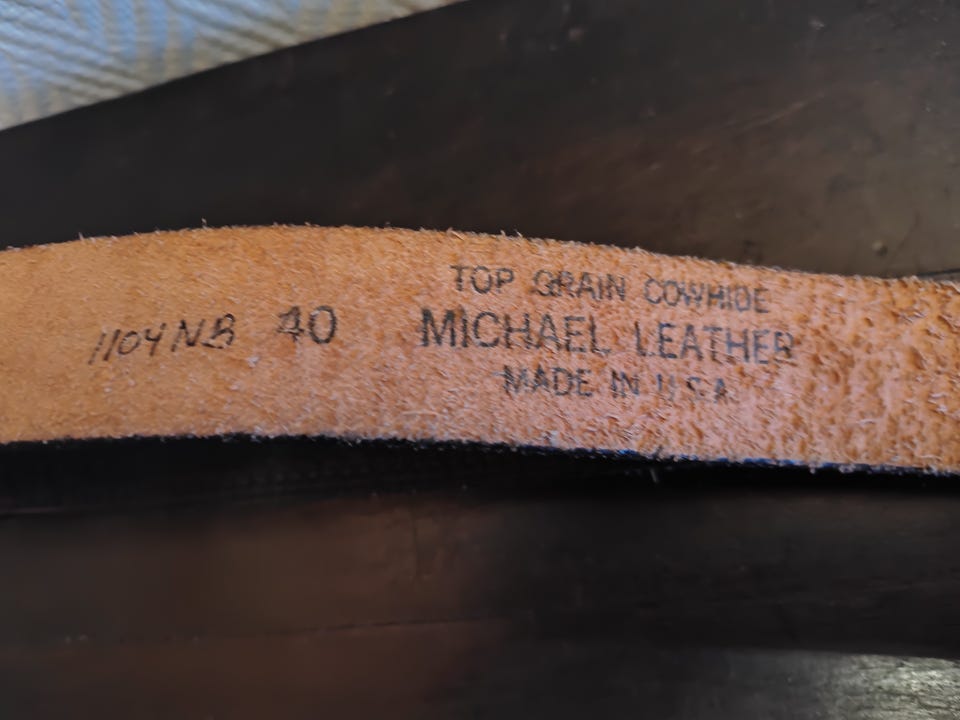 TOP GRAIN COWHIDE
1104NB 40 MICHAEL LEATHER
MADE IN U.S.A.